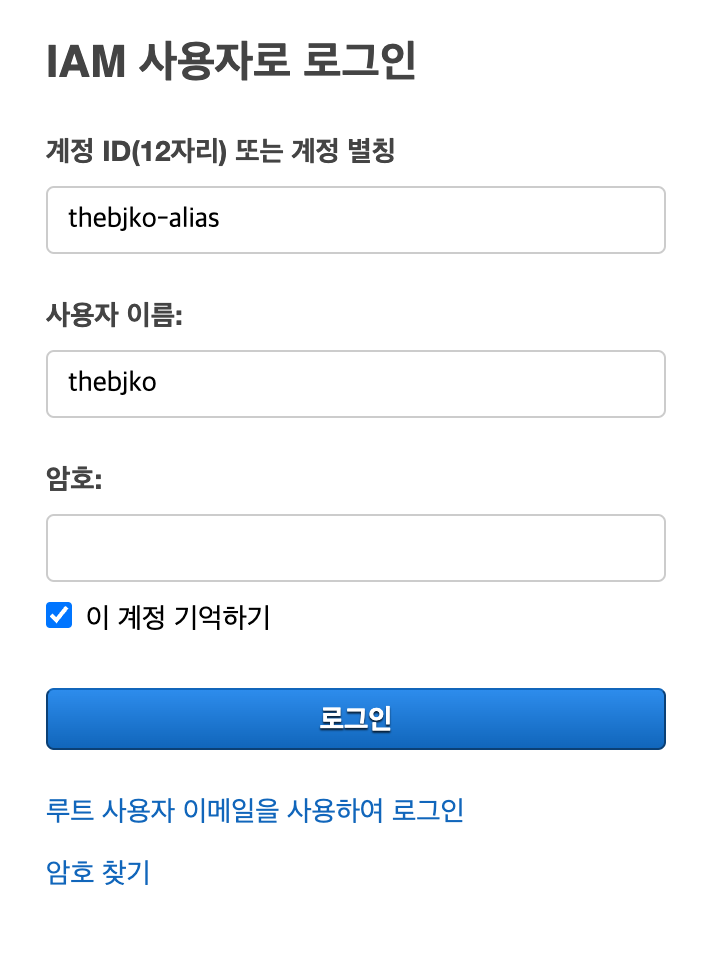 IAM 사용자로 로그인
계정 ID(12자리) 또는 계정 별칭
thebjko-alias
사용자 이름:
thebjko
암호:
이 계정 기억하기
로그인
루트 사용자 이메일을 사용하여 로그인
암호 찾기